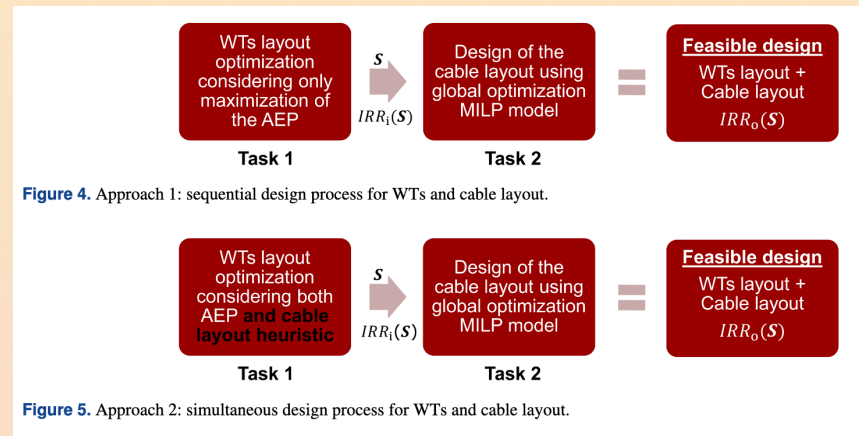 WTs layout
optimization
considering only
maximization of
the AEP
S
IRRi(S)
Design of the
cable layout using
global optimization
MILP model
=
Feasible design
WTs layout +
Cable layout
IRRo(S)
Task 1
Task 2
Figure 4. Approach 1: sequential design process for WTs and cable layout.
WTs layout
optimization
considering both
AEP and cable
layout heuristic
S
IRRi(S)
Design of the
cable layout using
global optimization
MILP model
=
Feasible design
WTs layout +
Cable layout
IRRo(S)
Task 1
Task 2
Figure 5. Approach 2: simultaneous design process for WTs and cable layout.